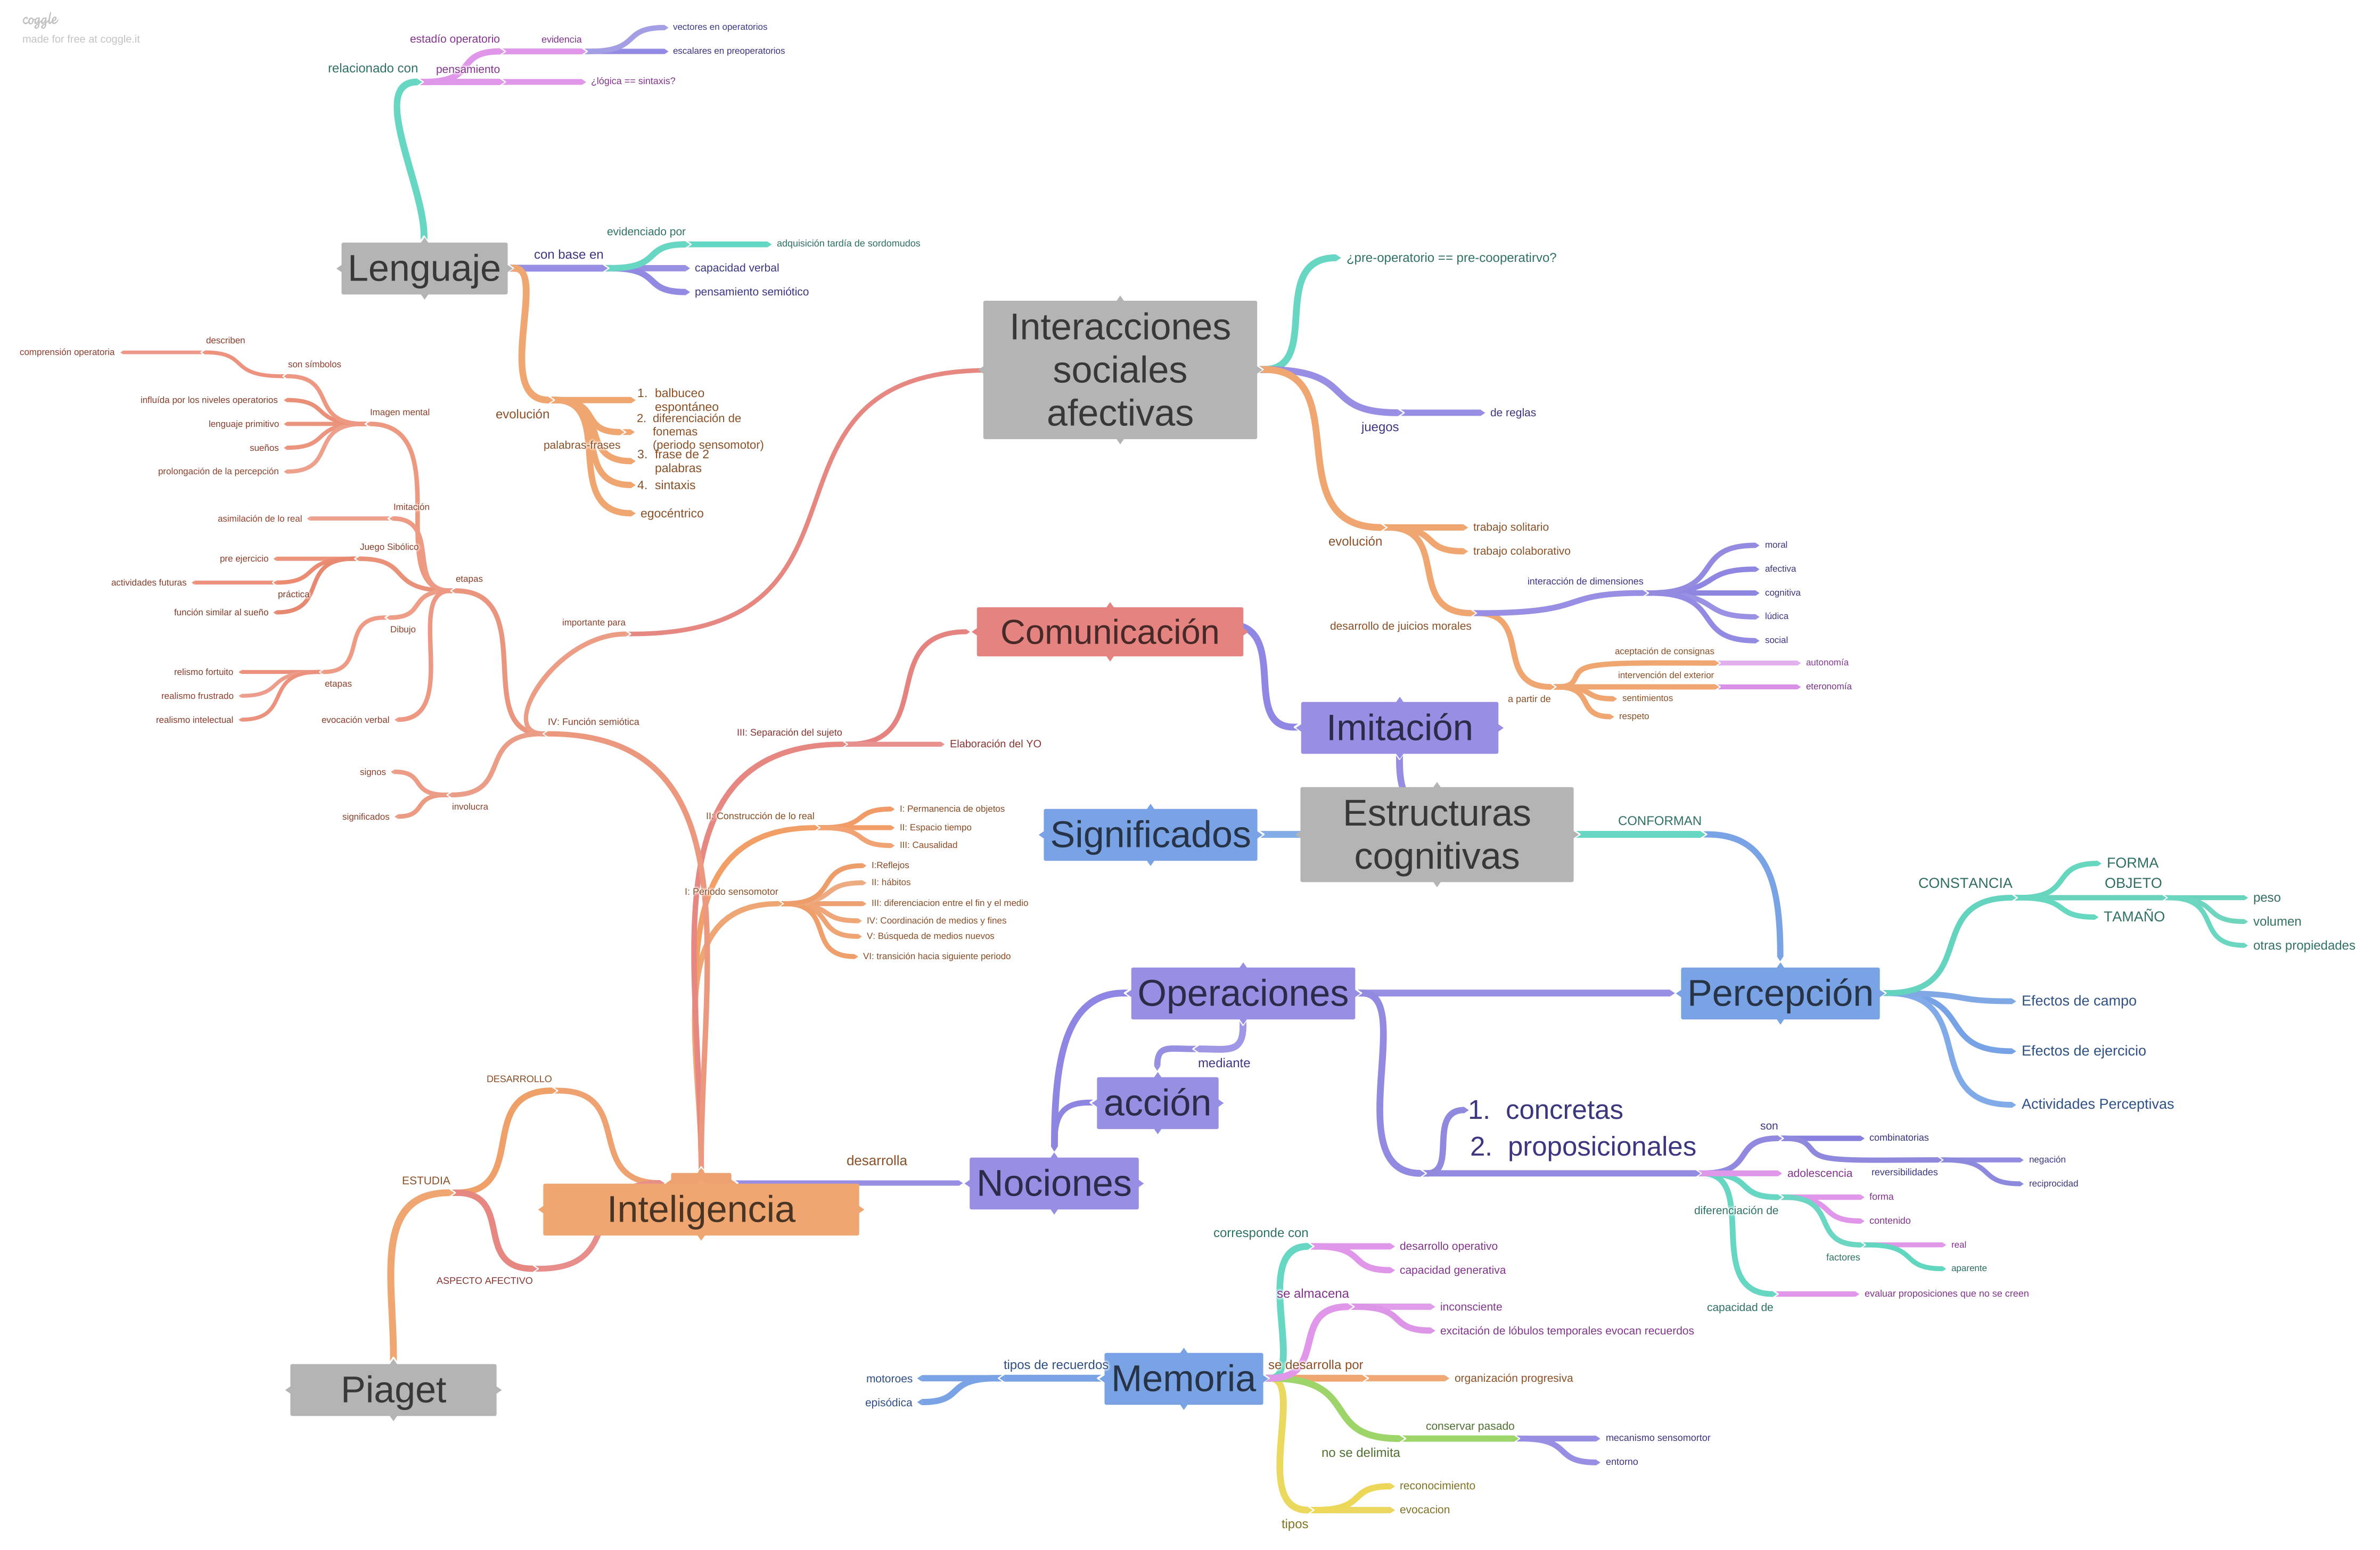 coggle
made for free at coggle.it
relacionado con
estadío operatorio
evidencia
vectores en operatorios
escalares en preoperatorios
pensamiento
¿lógica == sintaxis?
Lenguaje
con base en
evidenciado por
adquisición tardía de sordomudos
capacidad verbal
pensamiento semiótico
evolución
1. balbuceo
espontáneo
2. diferenciación de
fonemas
(periodo sensomotor)
palabras-frases
3. frase de 2
palabras
4. sintaxis
egocéntrico
Interacciones
sociales
afectivas
¿pre-operatorio == pre-cooperatirvo?
juegos
de reglas
evolución
trabajo solitario
trabajo colaborativo
desarrollo de juicios morales
interacción de dimensiones
moral
afectiva
cognitiva
lúdica
social
a partir de
aceptación de consignas
autonomía
intervención del exterior
eteronomía
sentimientos
respeto
comprensión operatoria
describen
son símbolos
influída por los niveles operatorios
lenguaje primitivo
sueños
prolongación de la percepción
Imagen mental
asimilación de lo real
Imitación
Juego Sibólico
pre ejercicio
actividades futuras
práctica
función similar al sueño
etapas
Dibujo
relismo fortuito
realismo frustrado
realismo intelectual
etapas
evocación verbal
importante para
IV: Función semiótica
signos
significados
involucra
Comunicación
III: Separación del sujeto
Elaboración del YO
Imitación
II: Construcción de lo real
I: Permanencia de objetos
II: Espacio tiempo
III: Causalidad
I: Periodo sensomotor
I:Reflejos
II: hábitos
III: diferenciacion entre el fin y el medio
IV: Coordinación de medios y fines
V: Búsqueda de medios nuevos
VI: transición hacia siguiente periodo
Significados
Estructuras
cognitivas
CONFORMAN
Percepción
CONSTANCIA
FORMA
OBJETO
TAMAÑO
peso
volumen
otras propiedades
Efectos de campo
Efectos de ejercicio
Actividades Perceptivas
Operaciones
mediante
acción
Nociones
desarrolla
1. concretas
2. proposicionales
son
combinatorias
reversibilidades
negación
reciprocidad
adolescencia
diferenciación de
forma
contenido
factores
real
aparente
capacidad de
evaluar proposiciones que no se creen
DESARROLLO
ESTUDIA
ASPECTO AFECTIVO
Inteligencia
Piaget
Memoria
corresponde con
desarrollo operativo
capacidad generativa
se almacena
inconsciente
excitación de lóbulos temporales evocan recuerdos
tipos de recuerdos
motoroes
episódica
se desarrolla por
organización progresiva
no se delimita
conservar pasado
mecanismo sensomortor
entorno
tipos
reconocimiento
evocacion